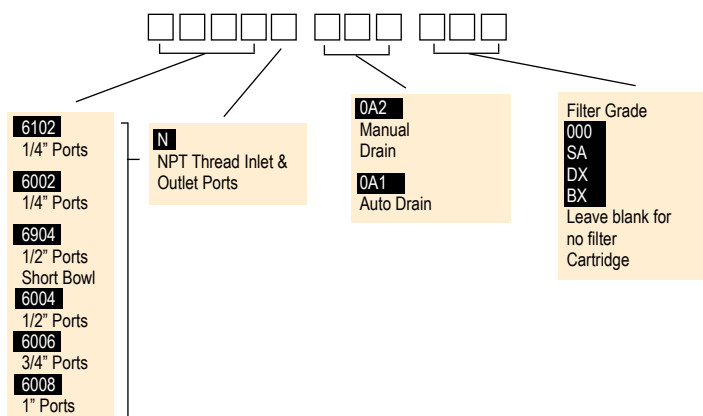 6102
1/4” Ports
6002
1/4” Ports
6904
1/2” Ports
Short Bowl
6004
1/2” Ports
6006
3/4” Ports
6008
1” Ports
N
NPT Thread Inlet &
Outlet Ports
0A2
Manual
Drain
0A1
Auto Drain
Filter Grade
000
SA
DX
BX
Leave blank for
no filter
Cartridge